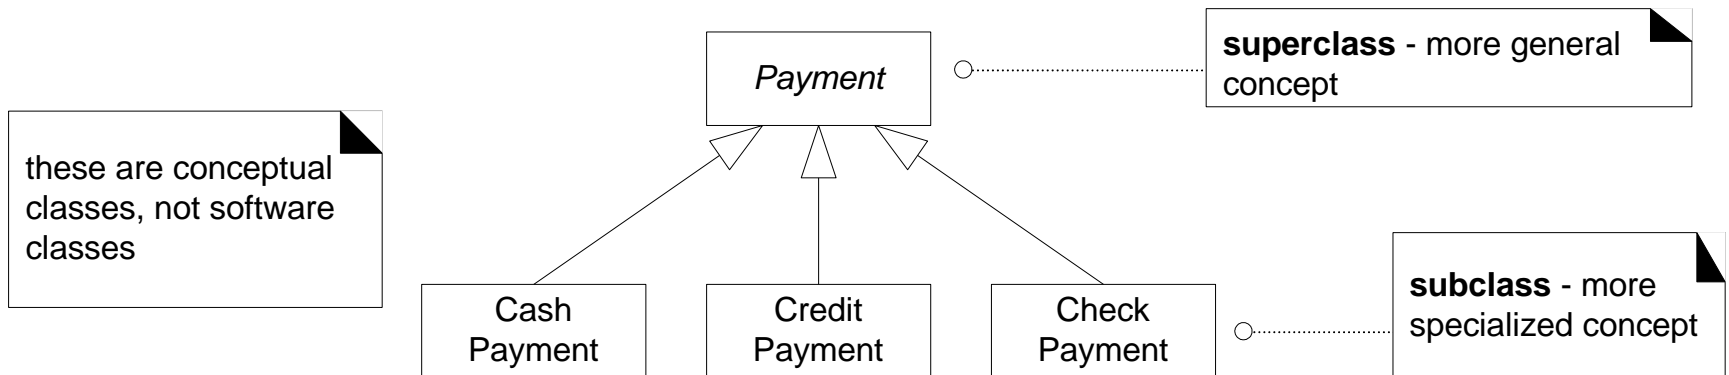 Payment
superclass - more general
concept
these are conceptual
classes, not software
classes
Cash
Payment
Credit
Payment
Check
Payment
subclass - more
specialized concept